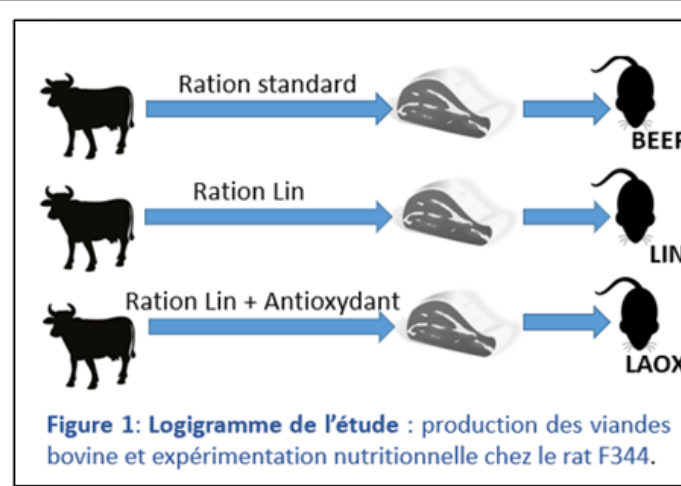 Ration standard
BEEF
Ration Lin
LIN
Ration Lin + Antioxydant
LAOX
Figure 1: Logigramme de l'étude : production des viandes
bovine et expérimentation nutritionnelle chez le rat F344.